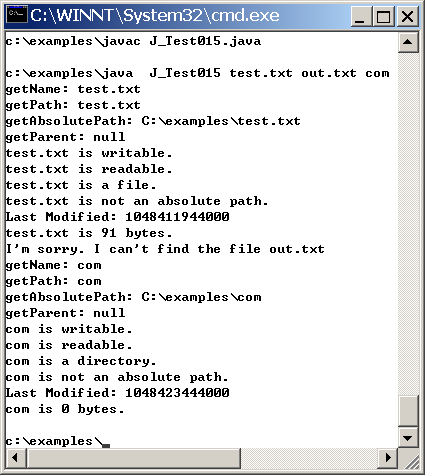 C:\WINNT\System32\cmd.exe
c:\examples\javac J_Test015.java
c:\examples\java  J_Test015 test.txt out.txt com
getName: test.txt
getPath: test.txt
getAbsolutePath: C:\examples\test.txt
getParent: null
test.txt is writable.
test.txt is readable.
test.txt is a file.
test.txt is not an absolute path.
Last Modified: 1048411944000
test.txt is 91 bytes.
I'm sorry. I can't find the file out.txt
getName: com
getPath: com
getAbsolutePath: C:\examples\com
getParent: null
com is writable.
com is readable.
com is a directory.
com is not an absolute path.
Last Modified: 1048423444000
com is 0 bytes.
c:\examples\_